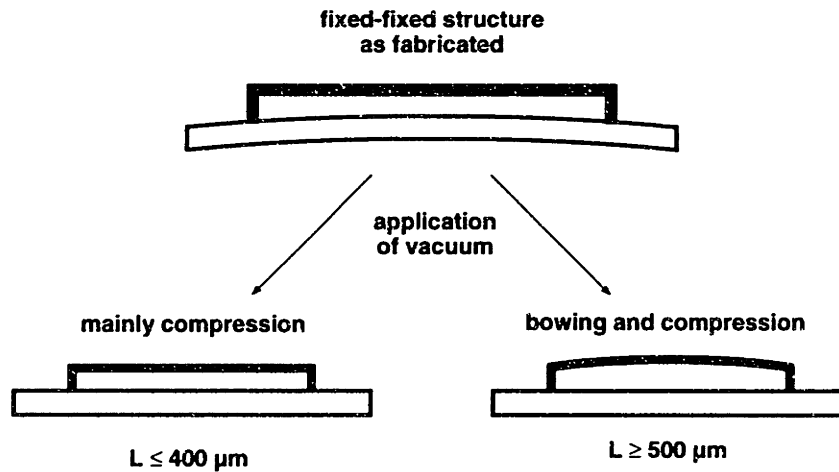 fixed-fixed structure
as fabricated
application
of vacuum
mainly compression
bowing and compression
L ≤ 400 µm
L ≥ 500 µm